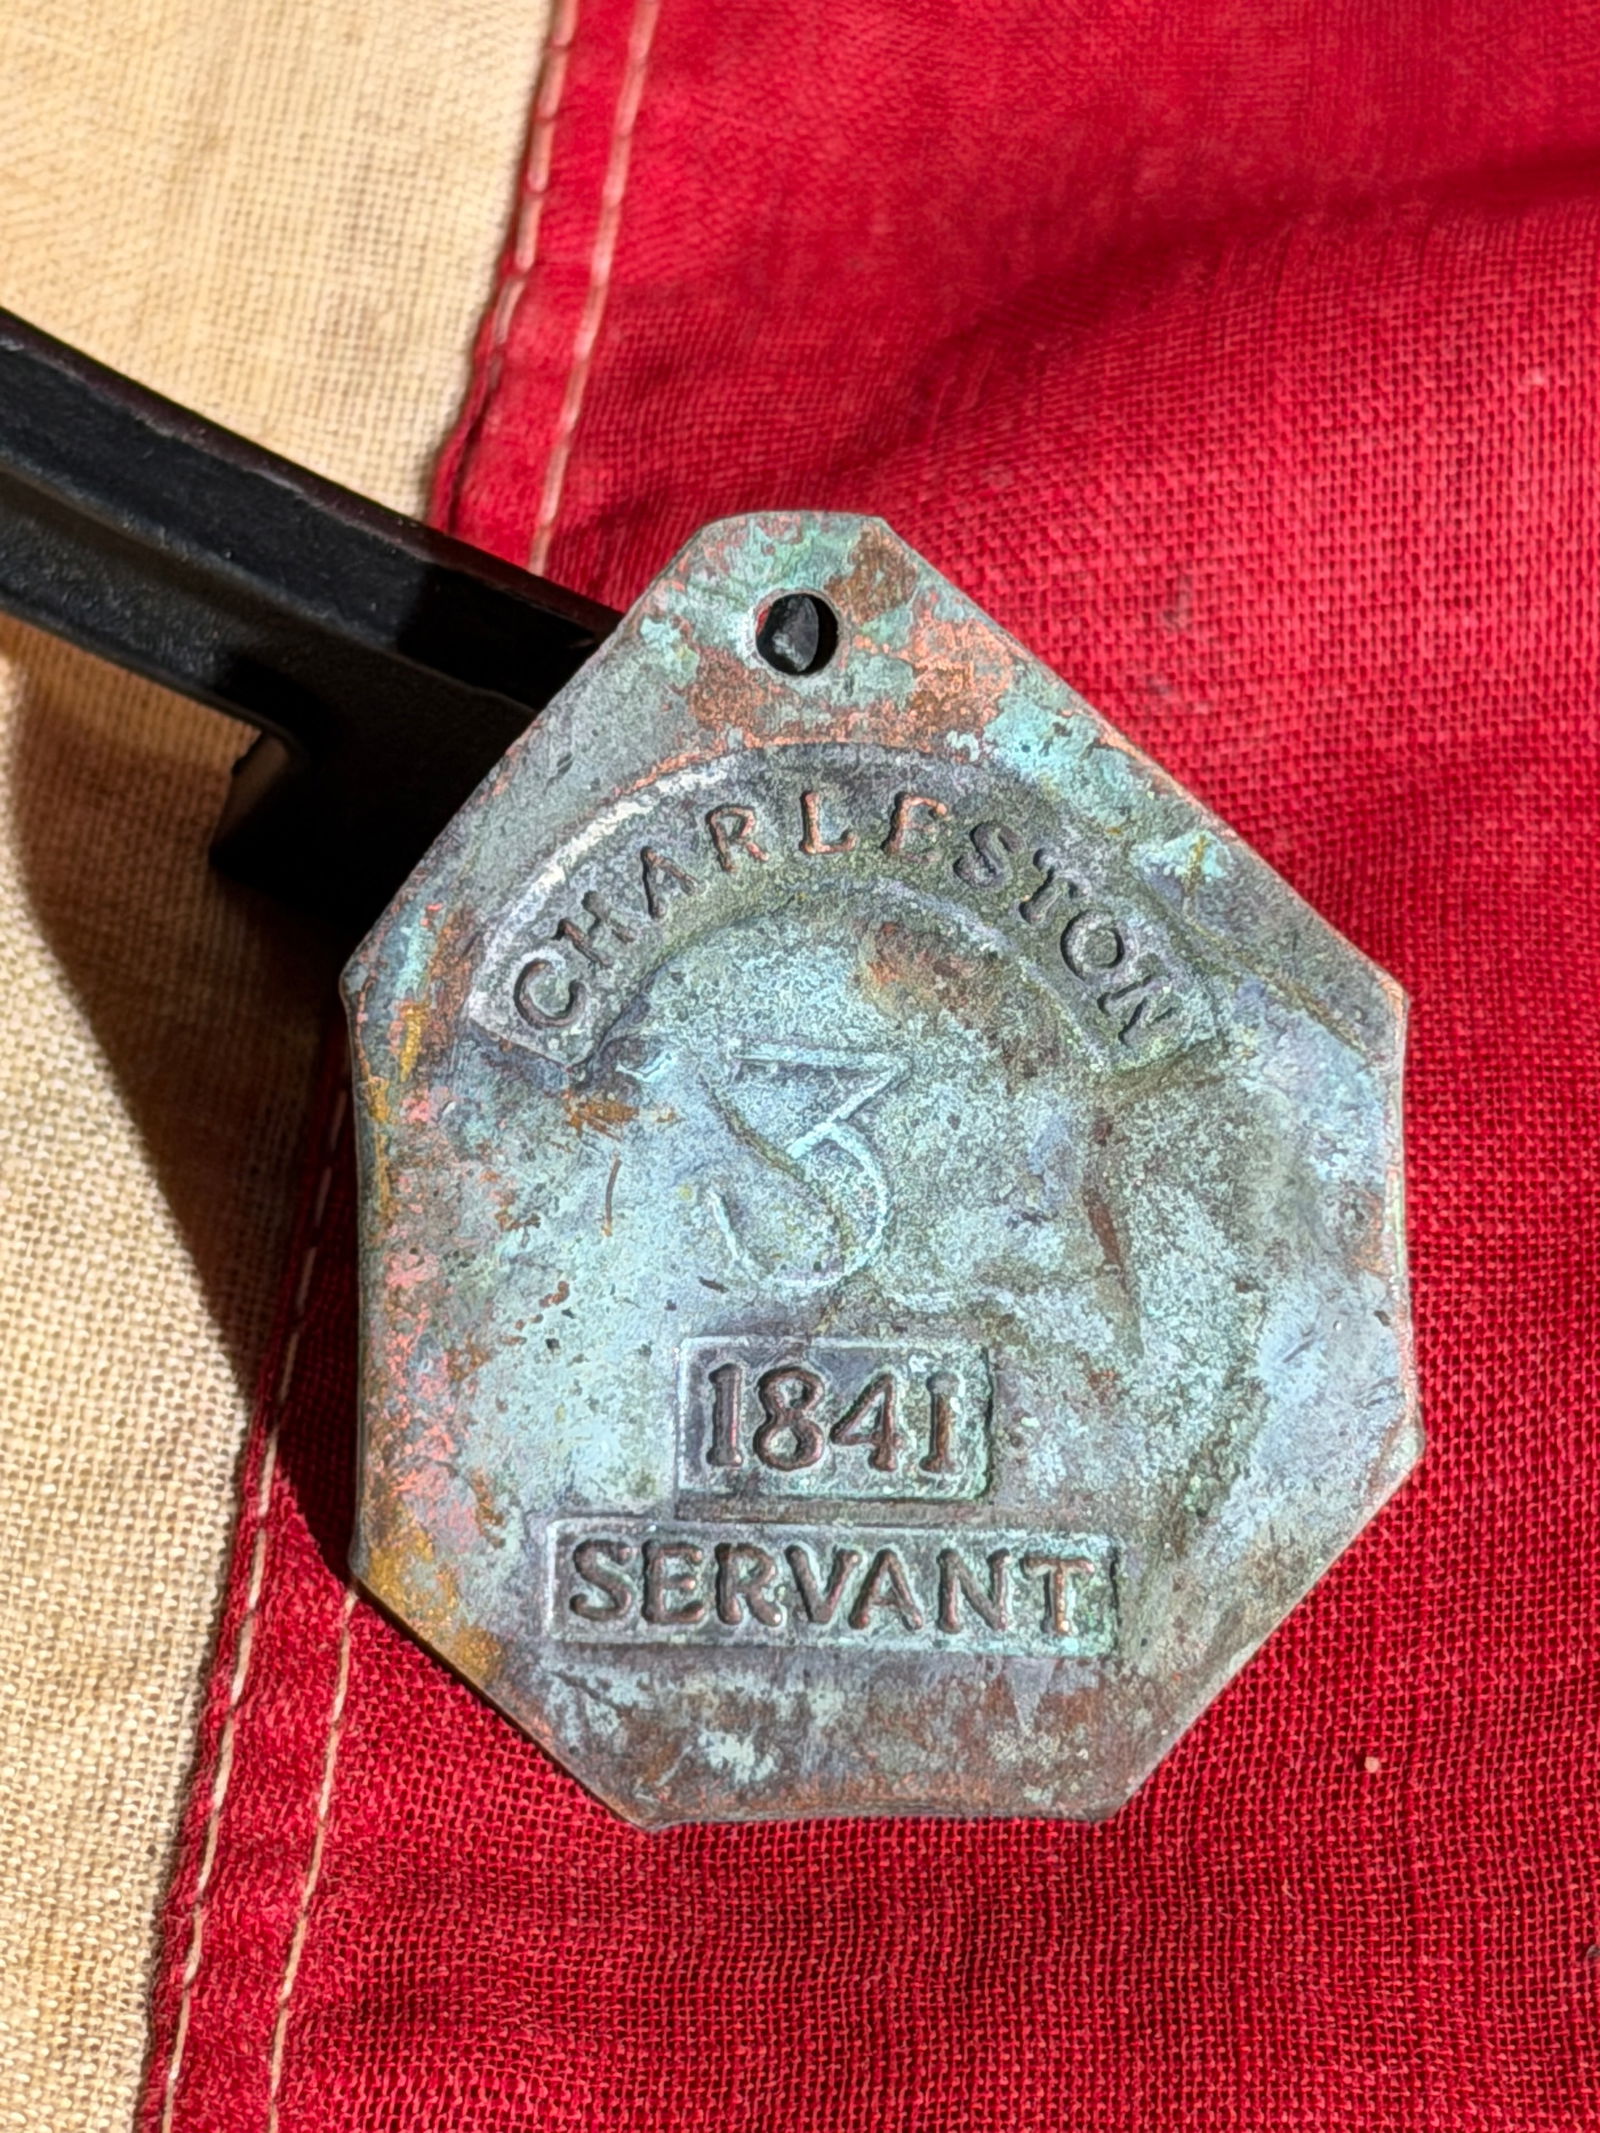 CHARLESTON
3
1841
SERVANT